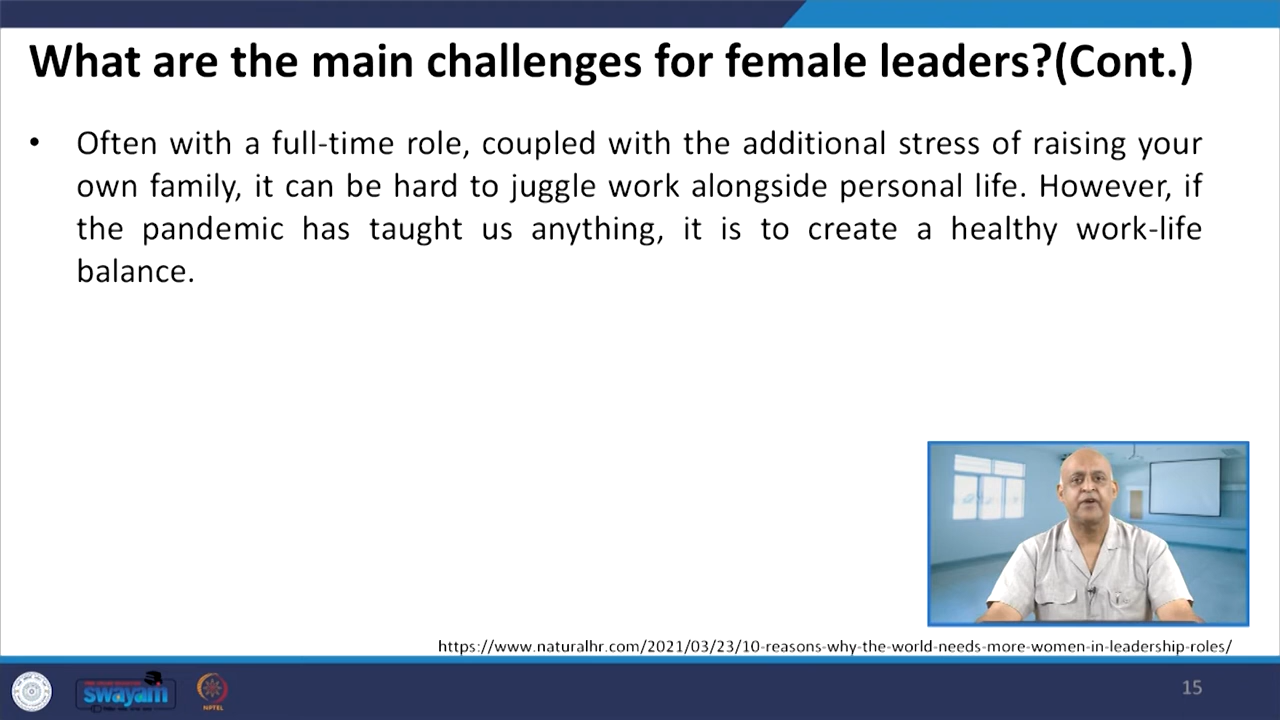 What are the main challenges for female leaders?(Cont.)
• Often with a full-time role, coupled with the additional stress of raising your
own family, it can be hard to juggle work alongside personal life. However, if
the pandemic has taught us anything, it is to create a healthy work-life
balance.
https://www.naturalhr.com/2021/03/23/10-reasons-why-the-world-needs-more-women-in-leadership-roles/
swayam
NPTEL
15